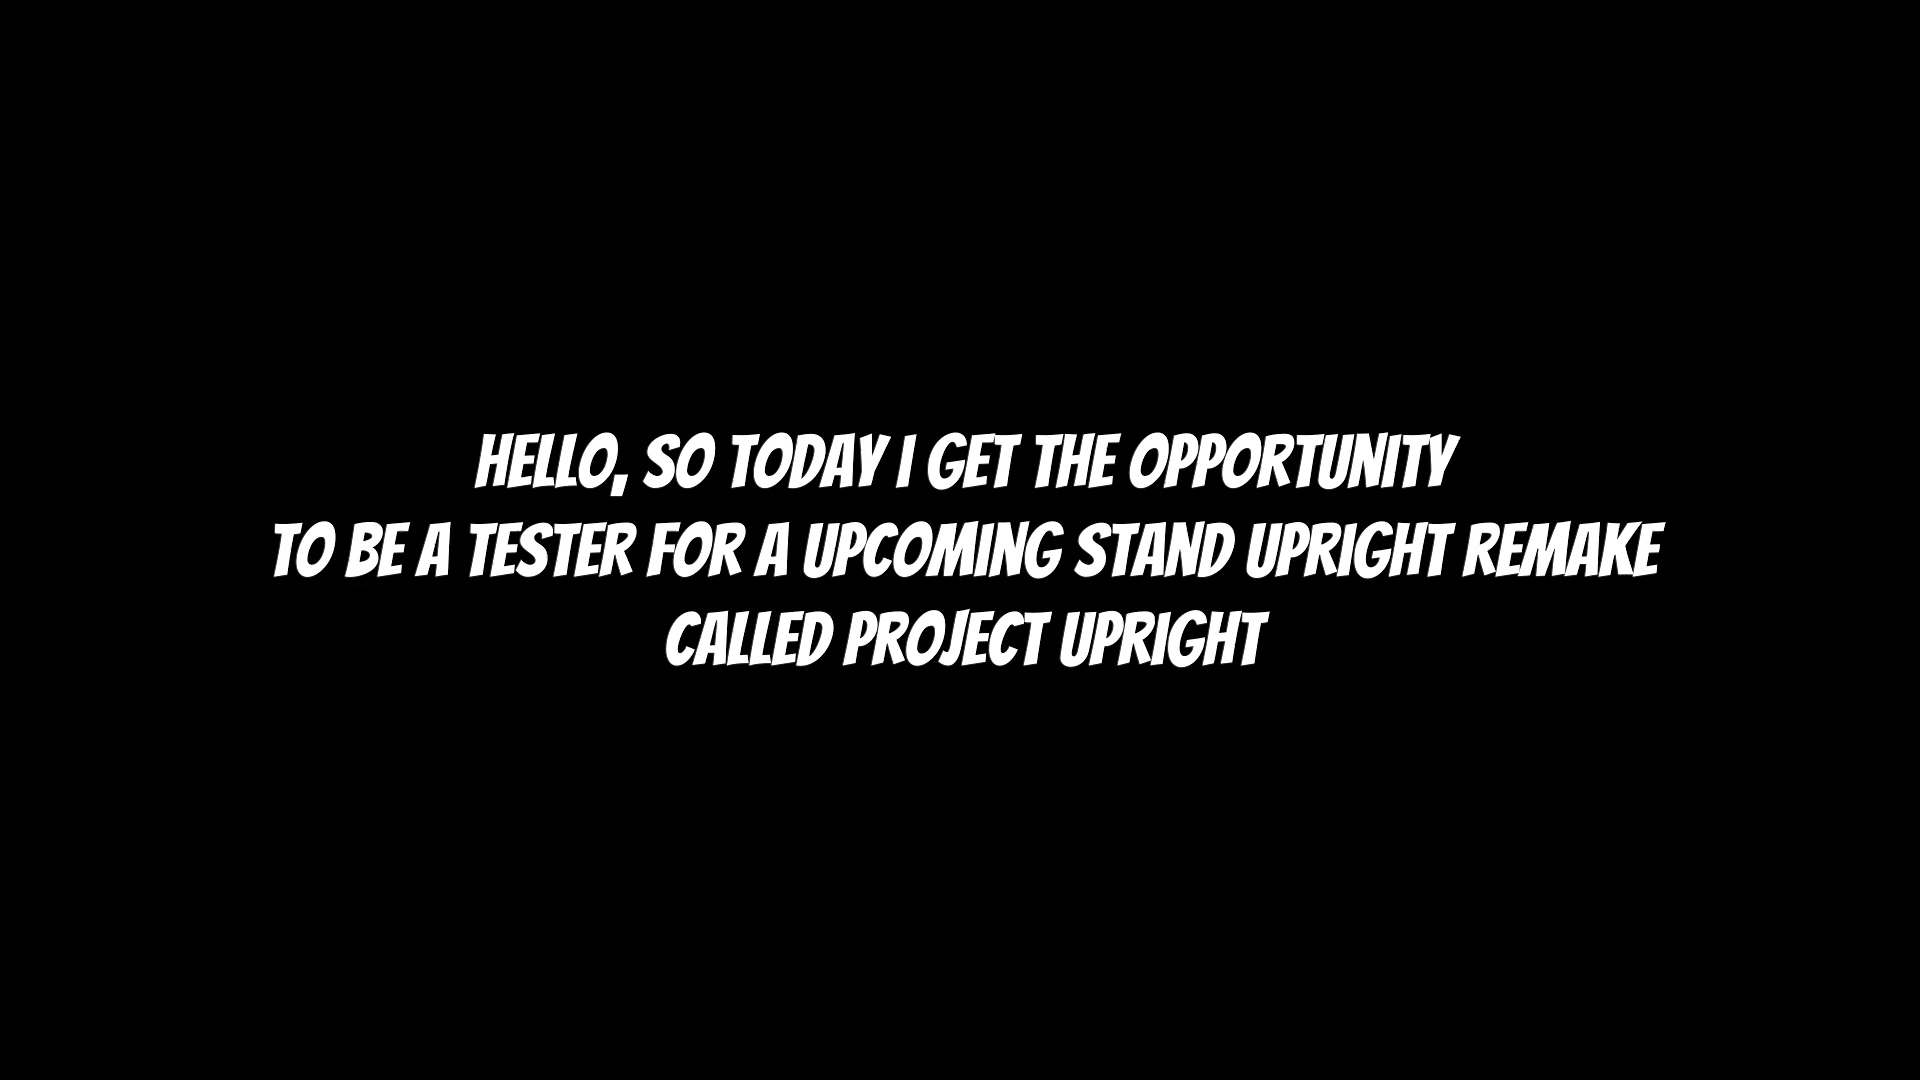 HELLO, SO TODAY I GET THE OPPORTUNITY
TO BE A TESTER FOR A UPCOMING STAND UPRIGHT REMAKE
CALLED PROJECT UPRIGHT